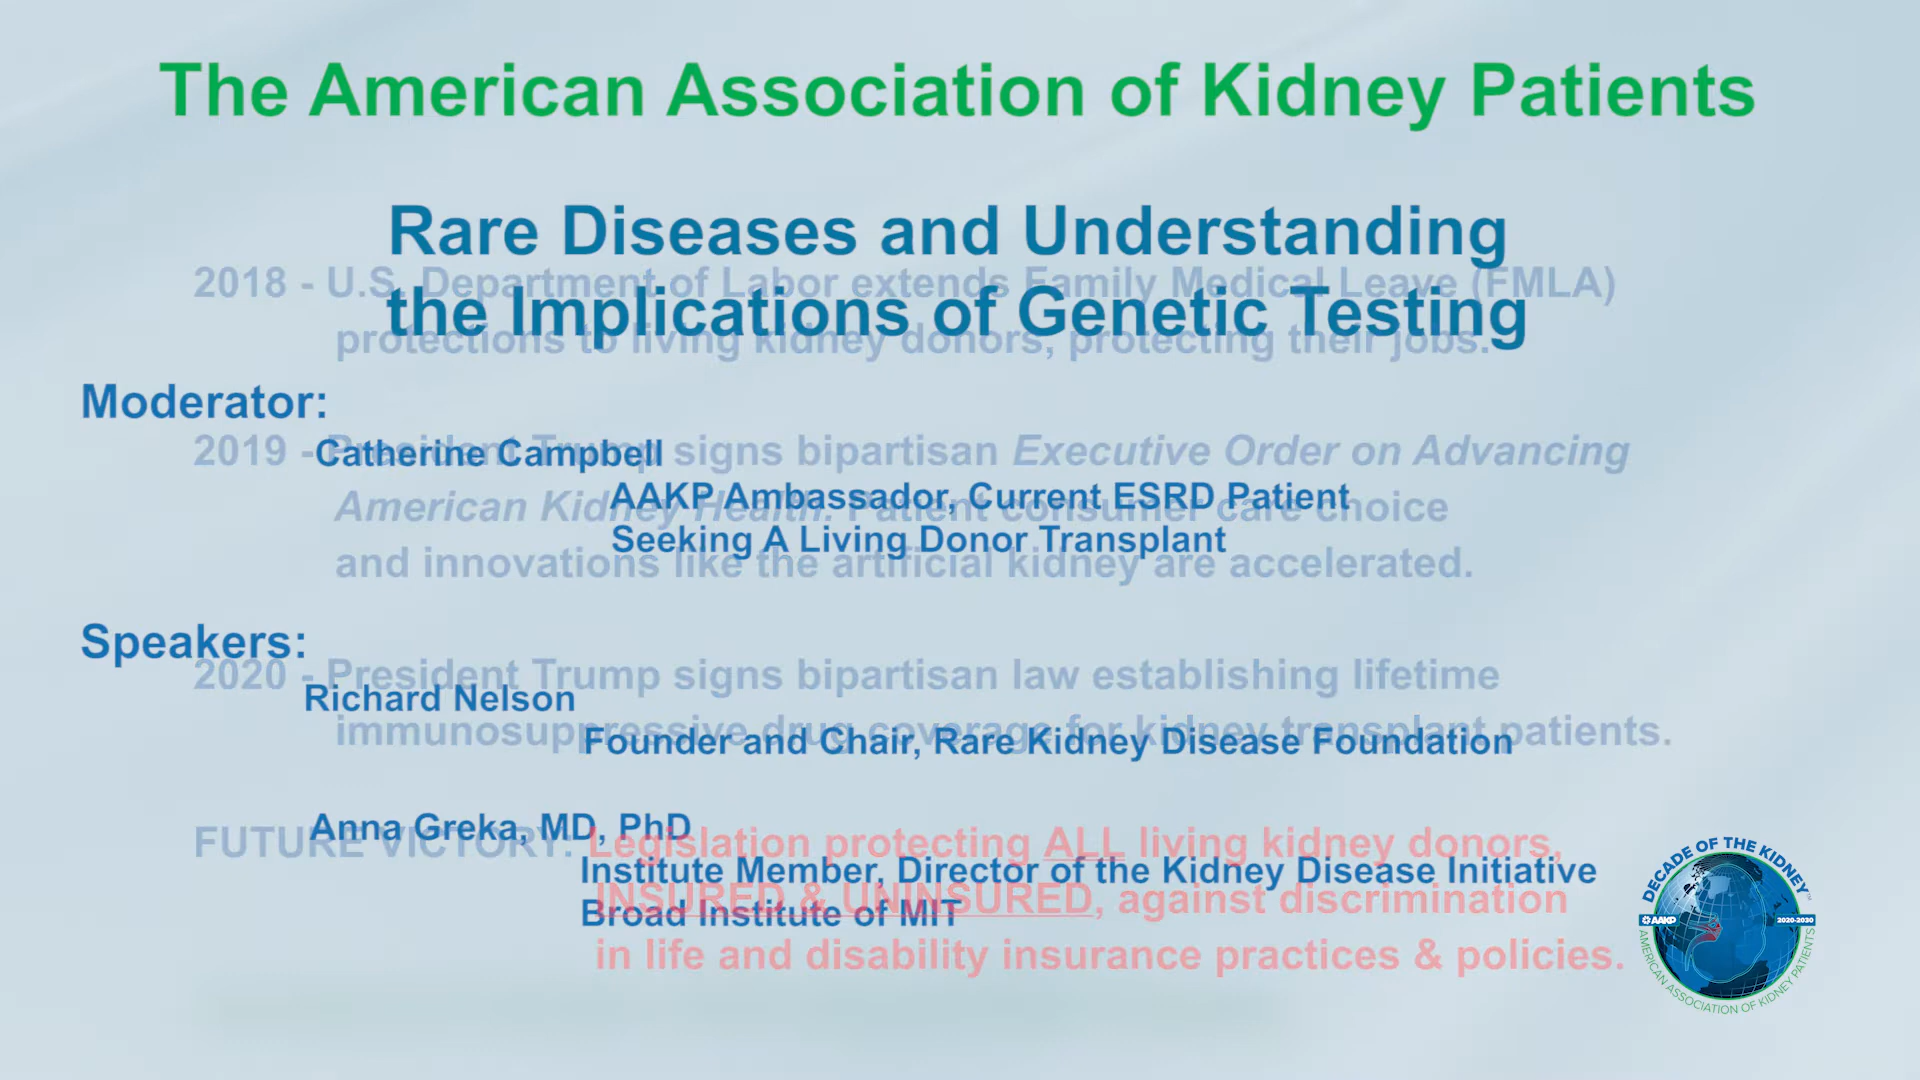 The American Association of Kidney Patients
Rare Diseases and Understanding
the Implications of Genetic Testing
Moderator:
Catherine Campbell
AAKP Ambassador, Current ESRD Patient
Seeking A Living Donor Transplant
Speakers:
Richard Nelson
Founder and Chair, Rare Kidney Disease Foundation
Anna Greka, MD, PhD
Institute Member, Director of the Kidney Disease Initiative
Broad Institute of MIT
2018 - U.S. Department of Labor extends Family Medical Leave (FMLA)
protections to living kidney donors, protecting their jobs.
2019 - President Trump signs bipartisan Executive Order on Advancing
American Kidney Health. Patient consumer care choice
and innovations like the artificial kidney are accelerated.
2020 - President Trump signs bipartisan law establishing lifetime
immunosuppressive drug coverage for kidney transplant patients.
FUTURE VICTORY: Legislation protecting ALL living kidney donors,
INSURED & UNINSURED, against discrimination
in life and disability insurance practices & policies.
DECADE OF THE KIDNEY™
AAKP
2020-2030
AMERICAN ASSOCIATION OF KIDNEY PATIENTS